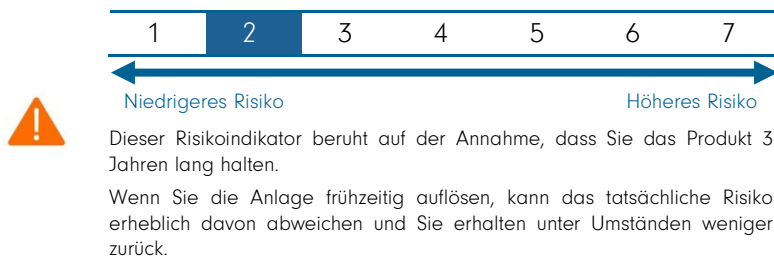 1 2 3 4 5 6 7
Niedrigeres Risiko Höheres Risiko
Dieser Risikoindikator beruht auf der Annahme, dass Sie das Produkt 3
Jahren lang halten.
Wenn Sie die Anlage frühzeitig auflösen, kann das tatsächliche Risiko
erheblich davon abweichen und Sie erhalten unter Umständen weniger
zurück.